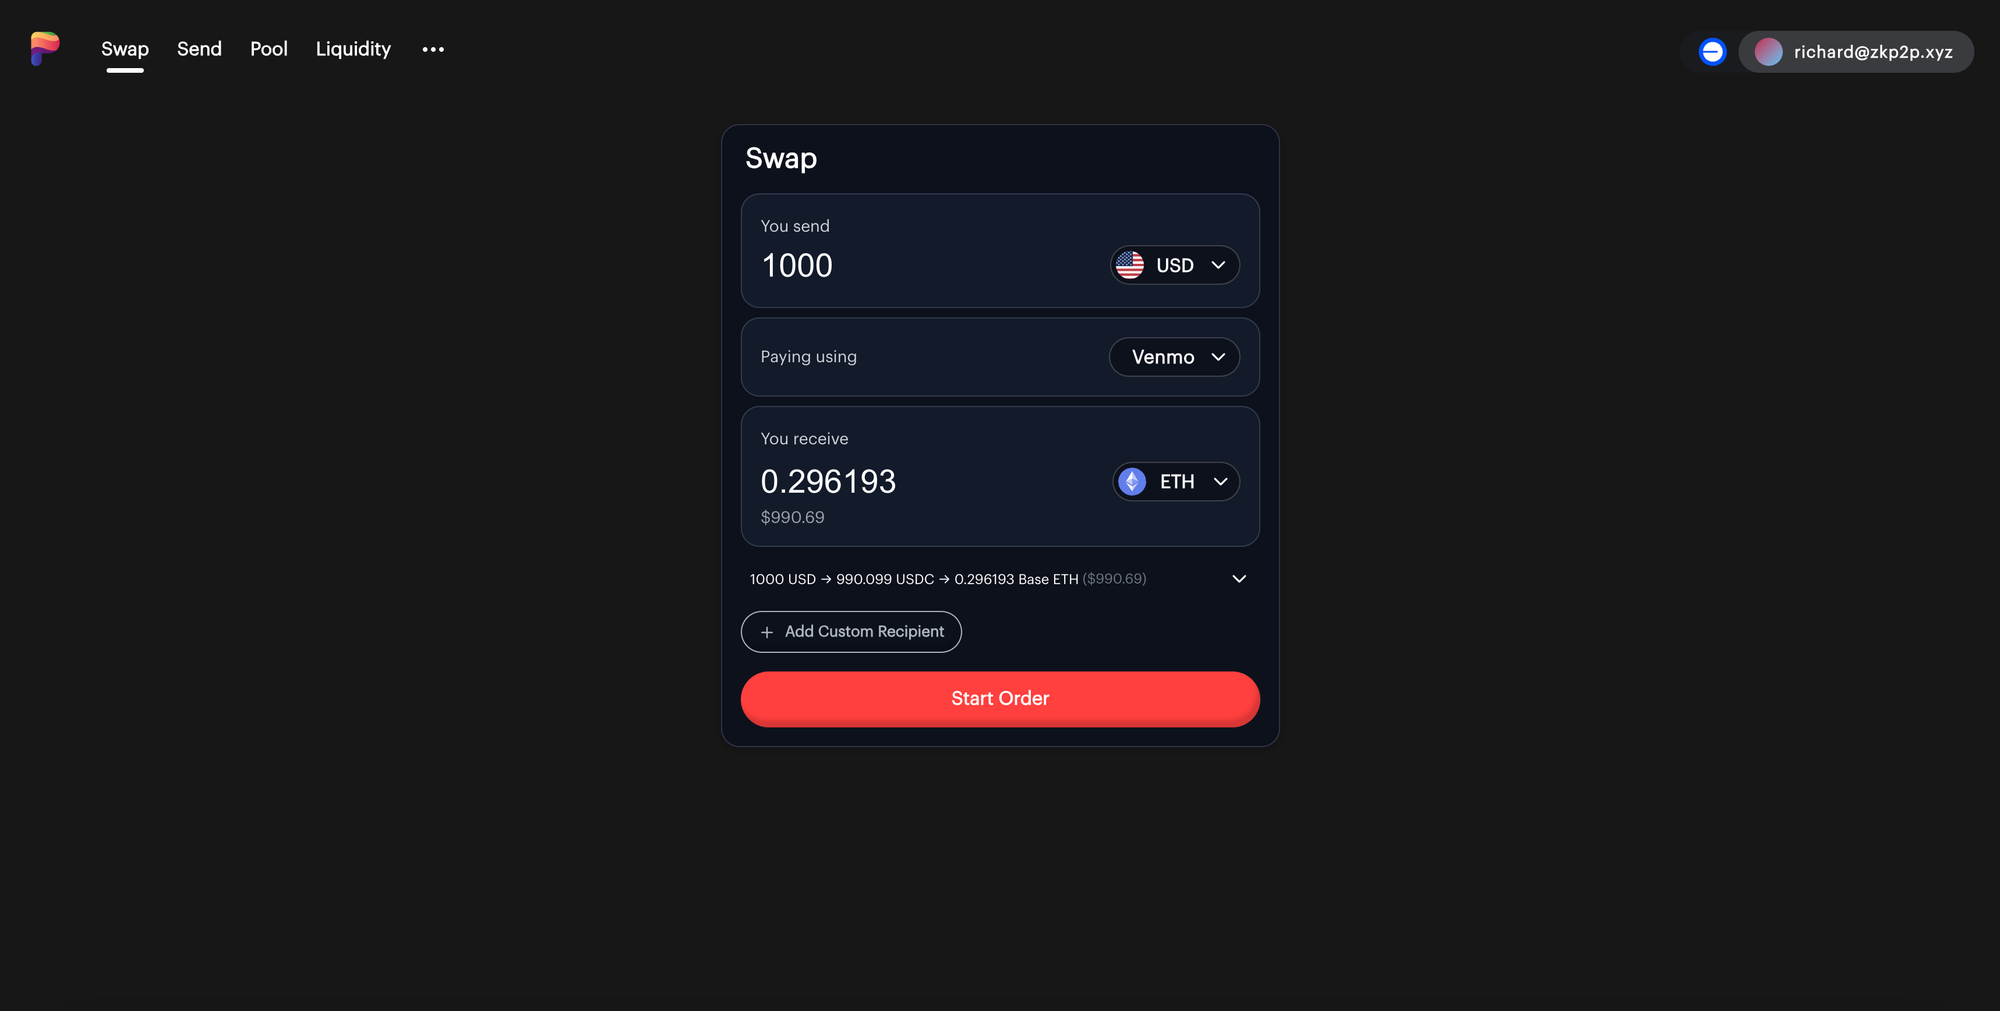 Swap Send Pool Liquidity
richard@zkp2p.xyz
Swap
You send
1000 USD
Paying using Venmo
You receive
0.296193 ETH
$990.69
1000 USD → 990.099 USDC → 0.296193 Base ETH ($990.69)
+ Add Custom Recipient
Start Order